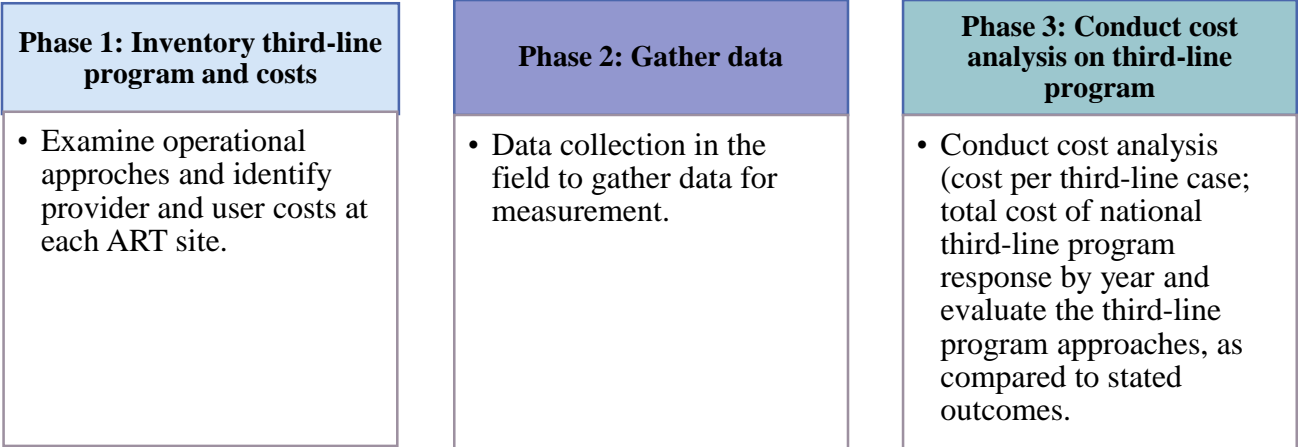 Phase 1: Inventory third-line
program and costs
• Examine operational
approches and identify
provider and user costs at
each ART site.
Phase 2: Gather data
• Data collection in the
field to gather data for
measurement.
Phase 3: Conduct cost
analysis on third-line
program
• Conduct cost analysis
(cost per third-line case;
total cost of national
third-line program
response by year and
evaluate the third-line
program approaches, as
compared to stated
outcomes.